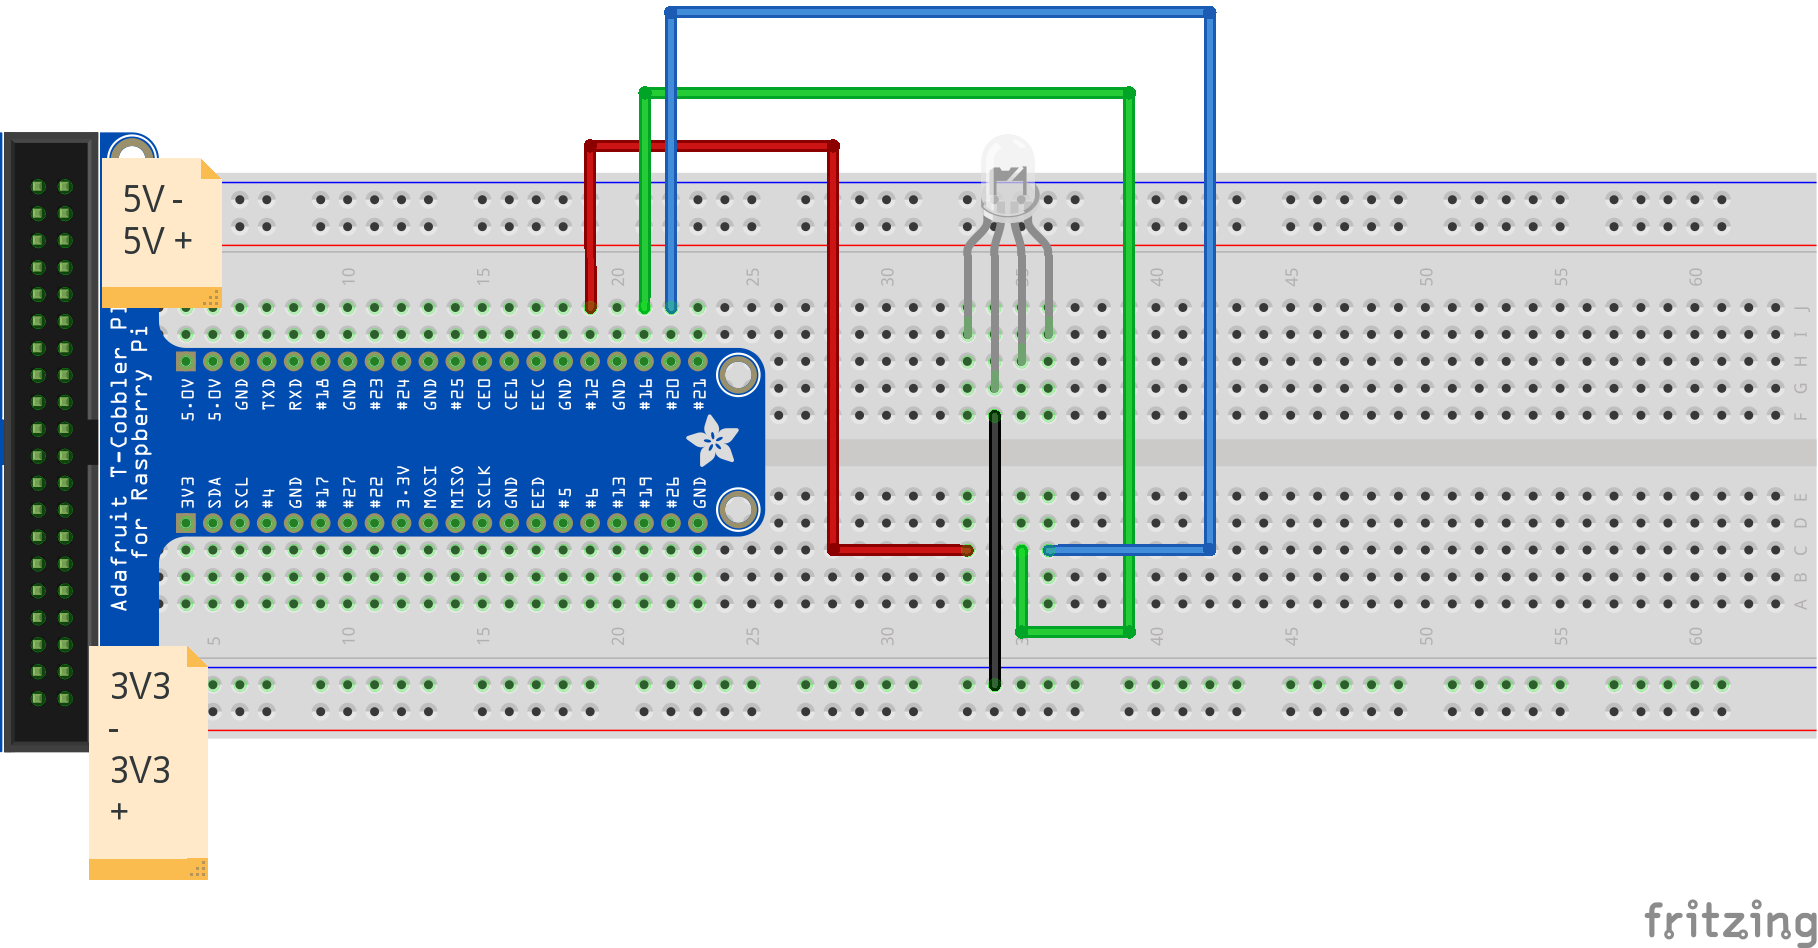 5V -
5V +
10 15 20 25 30 35 40 45 50 55 60
J
I
H
G
F
5.0V 5.0V GND TXD RXD #18 GND #23 #24 GND #25 CE0 CE1 EEC GND #12 GND #16 #20 #21
Adafruit T-Cobbler Pl
for Raspberry Pi
3V3 SDA SCL #4 GND #17 #27 #22 3.3V MOSI MISO SCLK GND EED #5 #6 #13 #19 #26 GND
E
D
C
B
A
5 10 15 20 25 30 40 45 50 55 60
3V3
-
3V3
+
fritzing